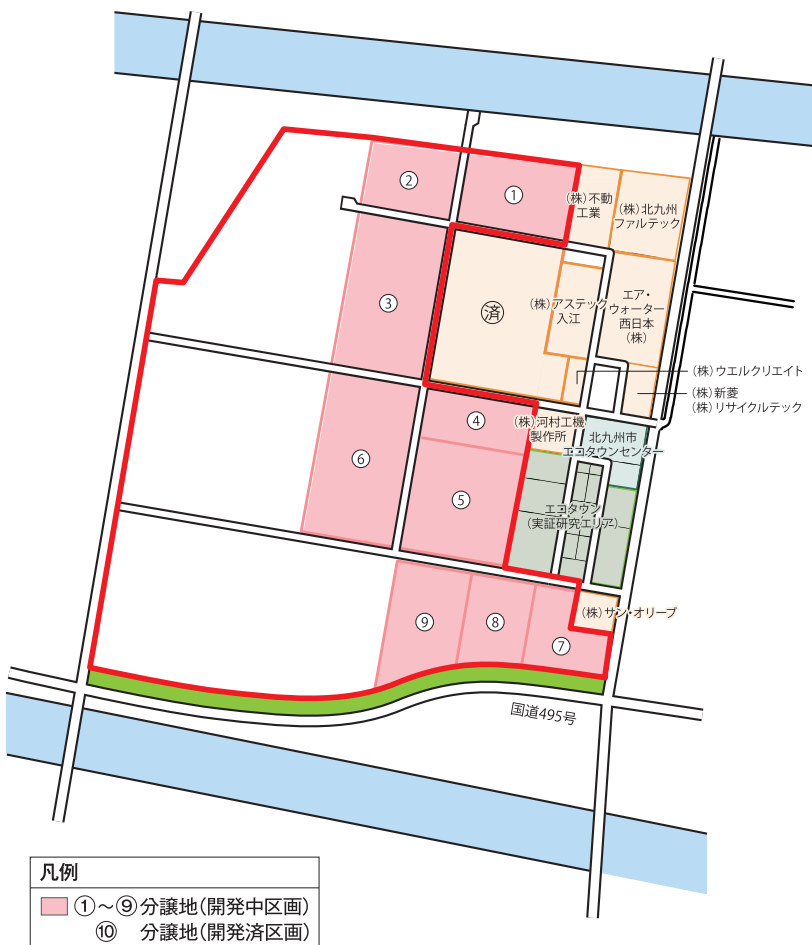 ②
①
(株)不動
工業
(株)北九州
ファルテック
③
済
(株)アステック
入江
エア・
ウォーター
西日本
(株)
(株)ウエルクリエイト
(株)新菱
(株)リサイクルテック
④
(株)河村工機
製作所
北九州市
エコタウンセンター
⑥
⑤
エコタウン
(実証研究エリア)
⑨
⑧
⑦
(株)サン・オリーブ
国道495号
凡例
①～⑨分譲地(開発中区画)
⑩ 分譲地(開発済区画)